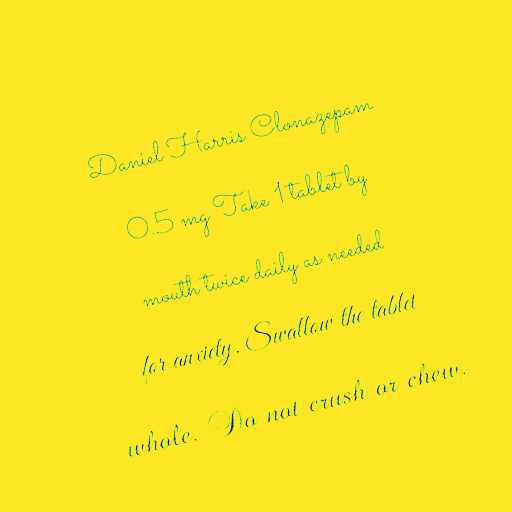 Daniel Harris Clonazepam
0.5 mg Take 1 tablet by
mouth twice daily as needed
for anxiety. Swallow the tablet
whole. Do not crush or chew.